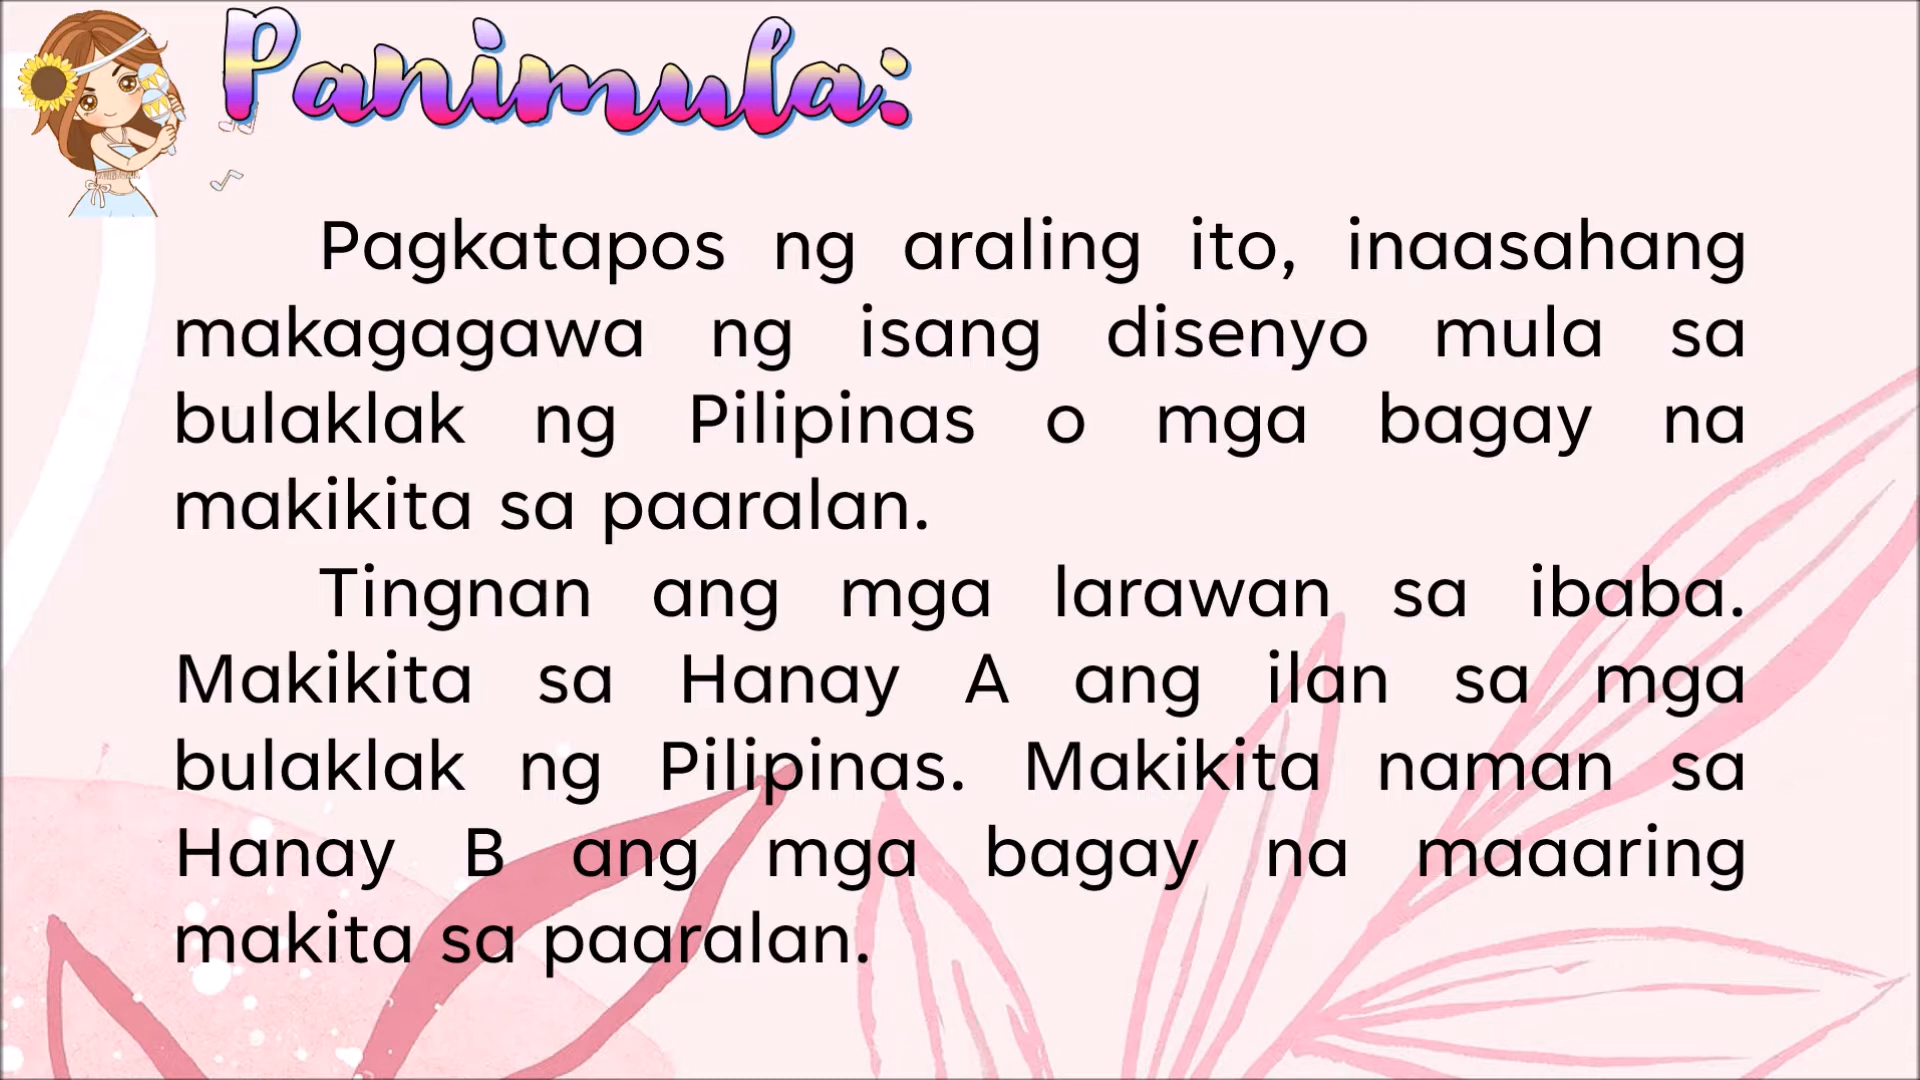 Panimula:
Pagkatapos ng araling ito, inaasahang
makagagawa ng isang disenyo mula sa
bulaklak ng Pilipinas o mga bagay na
makikita sa paaralan.
Tingnan ang mga larawan sa ibaba.
Makikita sa Hanay A ang ilan sa mga
bulaklak ng Pilipinas. Makikita naman sa
Hanay B ang mga bagay na maaaring
makita sa paaralan.